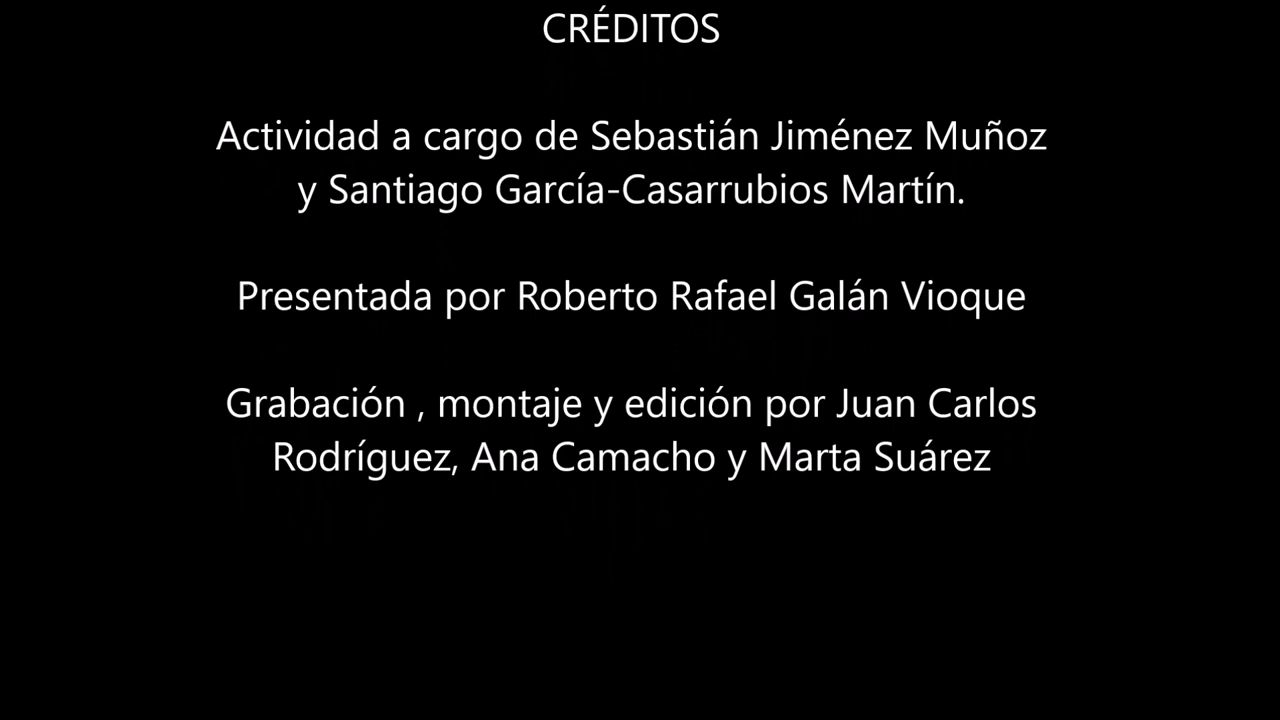 CRÉDITOS
Actividad a cargo de Sebastián Jiménez Muñoz
y Santiago García-Casarrubios Martín.
Presentada por Roberto Rafael Galán Vioque
Grabación , montaje y edición por Juan Carlos
Rodríguez, Ana Camacho y Marta Suárez